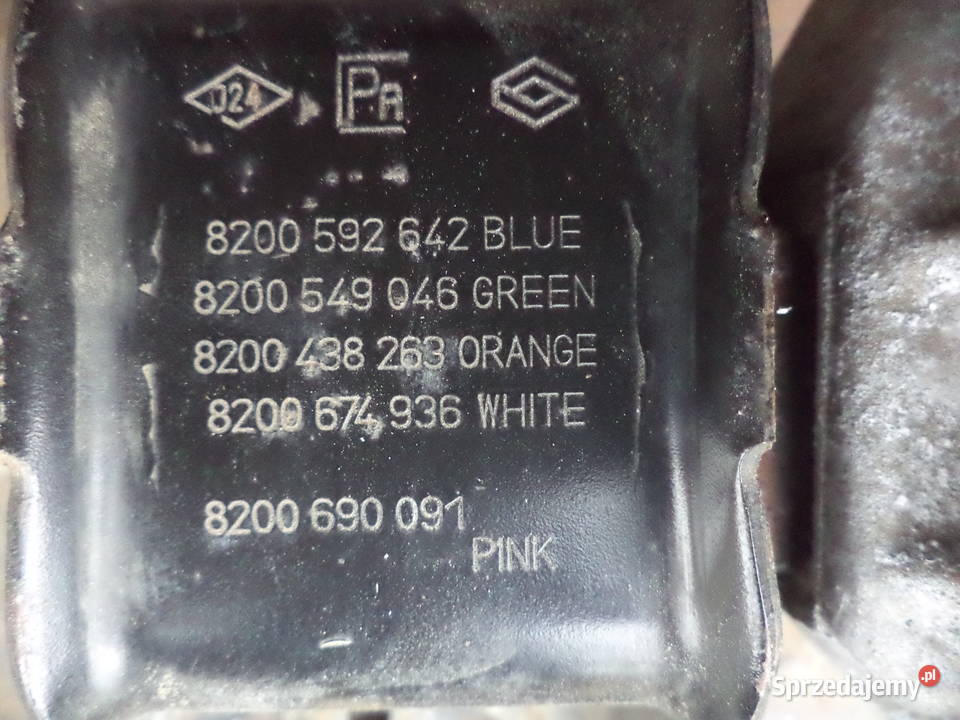 J24 PA
8200 592 642 BLUE
8200 549 046 GREEN
8200 438 263 ORANGE
8200 674 936 WHITE
8200 690 091
PINK
Sprzedajemy.pl